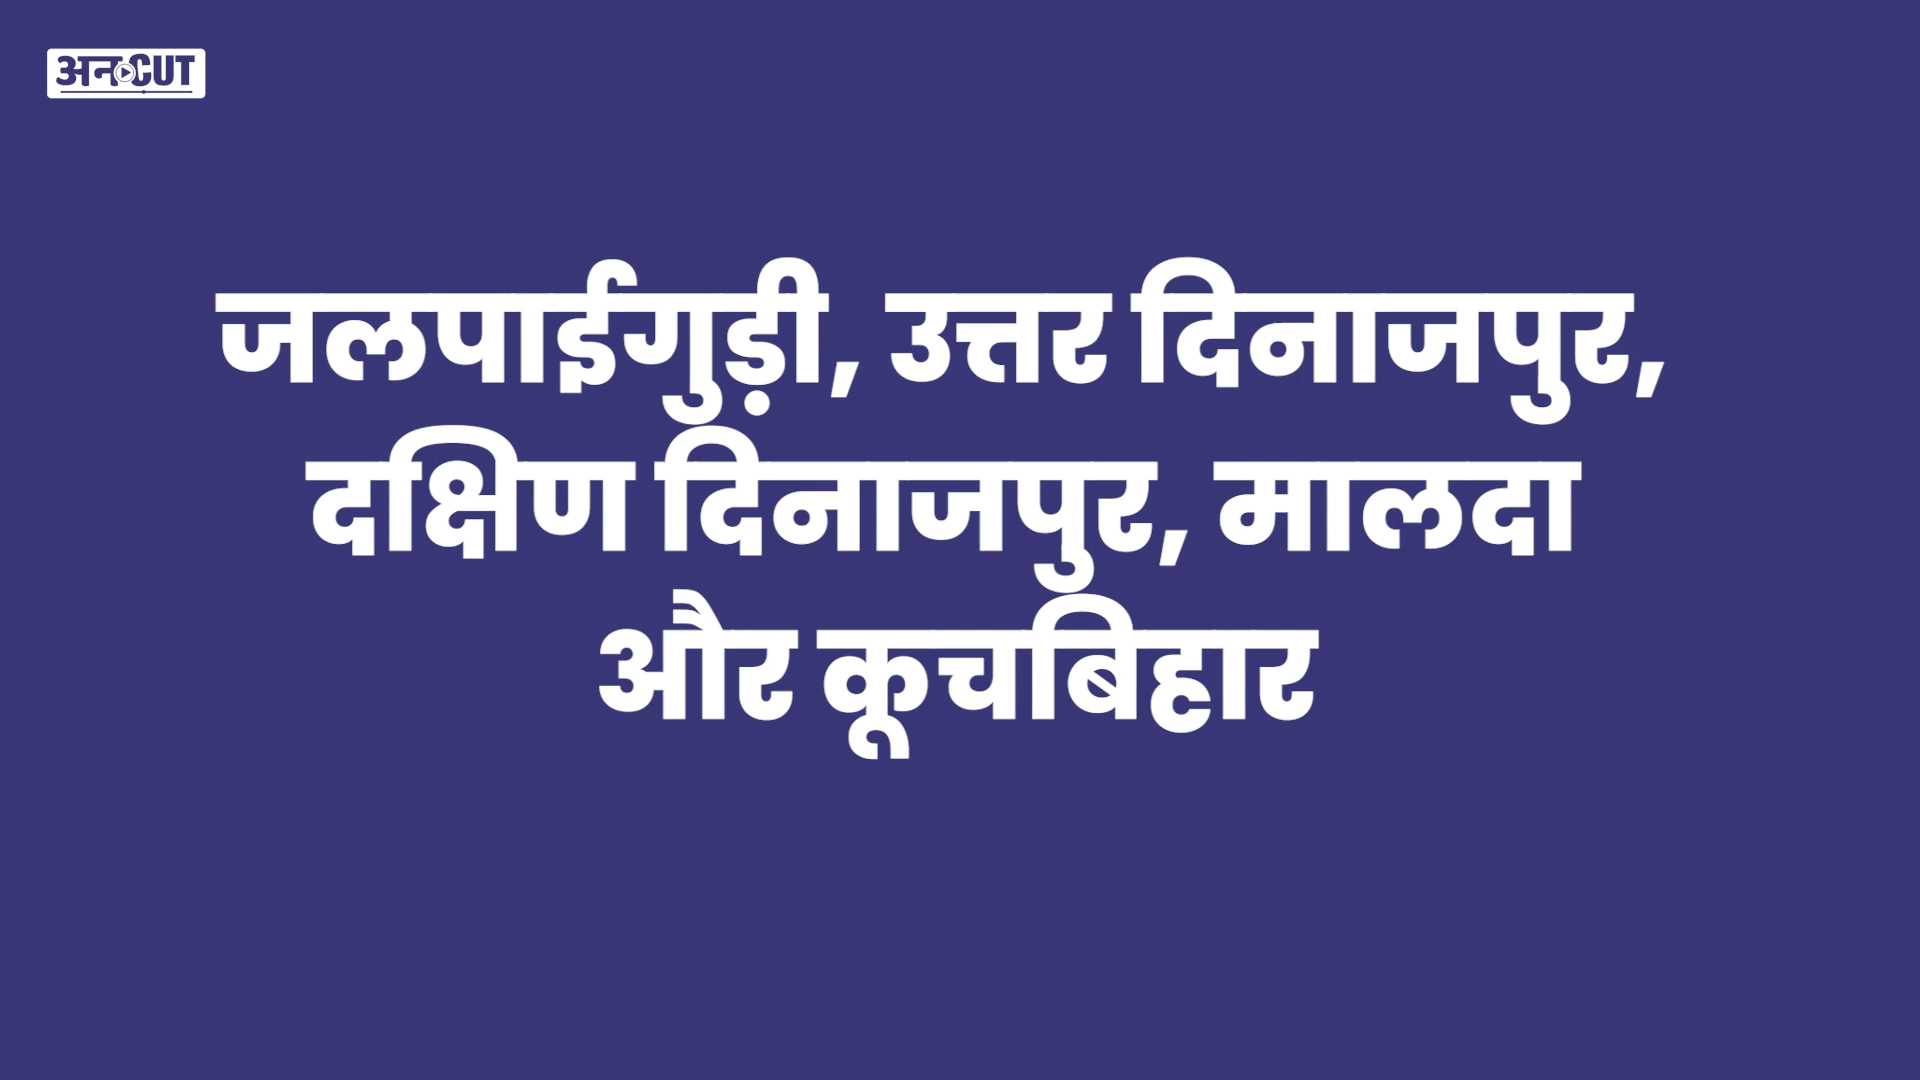 अनCUT
जलपाईगुड़ी, उत्तर दिनाजपुर,
दक्षिण दिनाजपुर, मालदा
और कूचबिहार